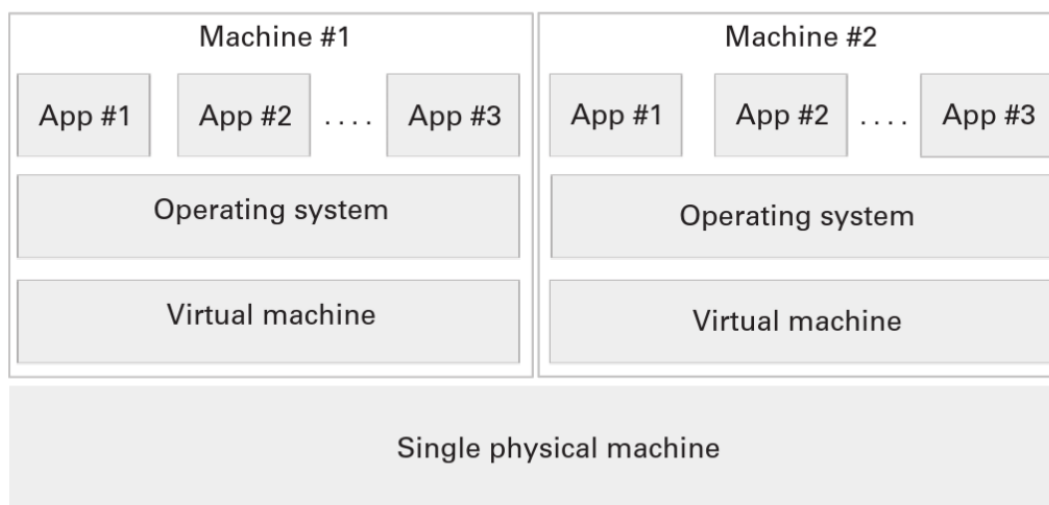 Machine #1
App #1 App #2 .... App #3
Operating system
Virtual machine
Machine #2
App #1 App #2 .... App #3
Operating system
Virtual machine
Single physical machine